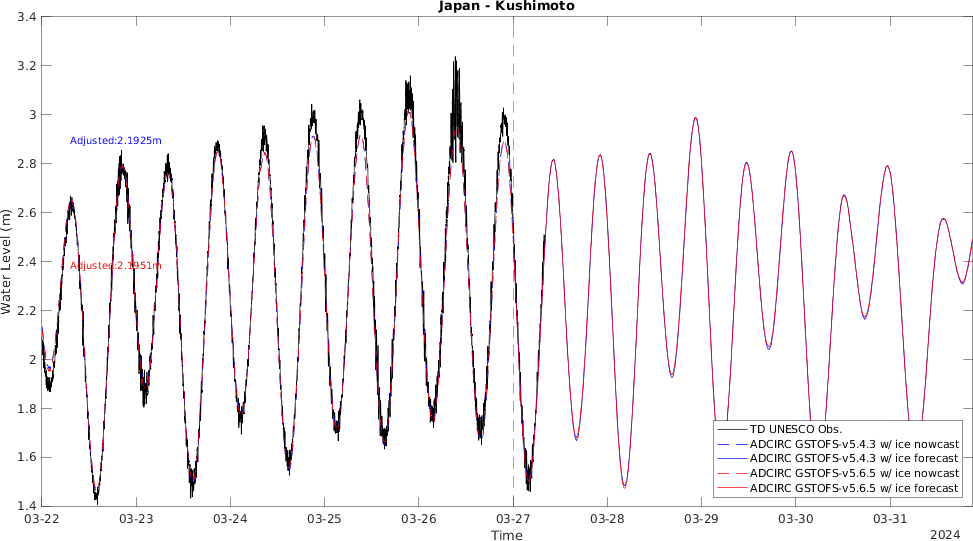 Japan - Kushimoto
3.4
3.2
3
2.8
2.6
2.4
2.2
2
1.8
1.6
1.4
Water Level (m)
Adjusted:2.1925m
Adjusted:2.1951m
TD UNESCO Obs.
ADCIRC GSTOFS-v5.4.3 w/ ice nowcast
ADCIRC GSTOFS-v5.4.3 w/ ice forecast
ADCIRC GSTOFS-v5.6.5 w/ ice nowcast
ADCIRC GSTOFS-v5.6.5 w/ ice forecast
03-22 03-23 03-24 03-25 03-26 03-27 03-28 03-29 03-30 03-31
Time
2024